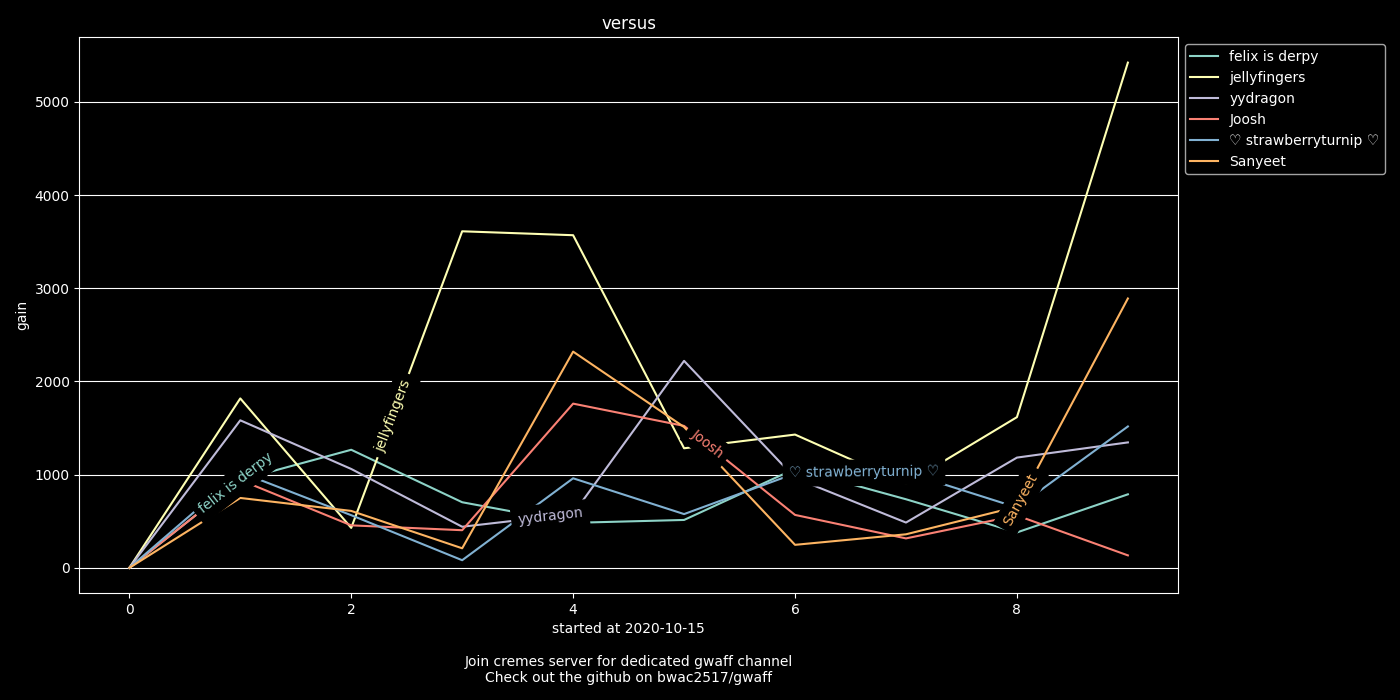 versus
felix is derpy
jellyfingers
yydragon
Joosh
♡ strawberryturnip ♡
Sanyeet
5000
4000
3000
2000
1000
0
gain
jellyfingers
Joosh
felix is derpy
♡ strawberryturnip ♡
Sanyeet
yydragon
0 2 4 6 8
started at 2020-10-15
Join cremes server for dedicated gwaff channel
Check out the github on bwac2517/gwaff